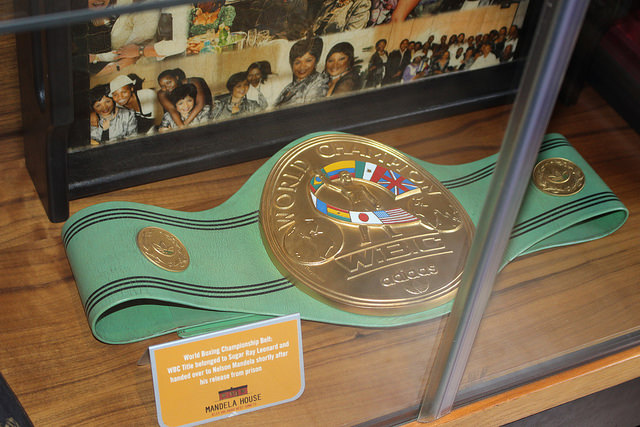 WORLD CHAMPION
W.B.C
adidas
World Boxing Championship Belt:
WBC Title belonged to Sugar Ray Leonard and
handed over to Nelson Mandela shortly after
his release from prison
MANDELA HOUSE